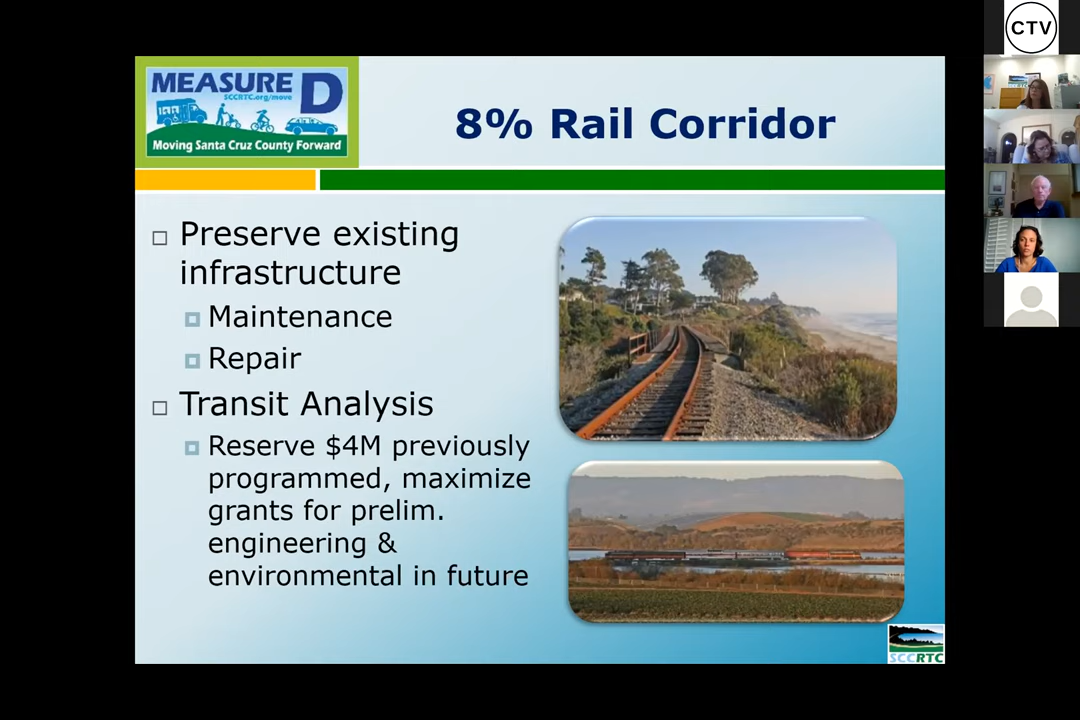 CTV
MEASURE D
SCCRTC.org/move
Moving Santa Cruz County Forward
8% Rail Corridor
Preserve existing
infrastructure
Maintenance
Repair
Transit Analysis
Reserve $4M previously
programmed, maximize
grants for prelim.
engineering &
environmental in future
SCCRTC